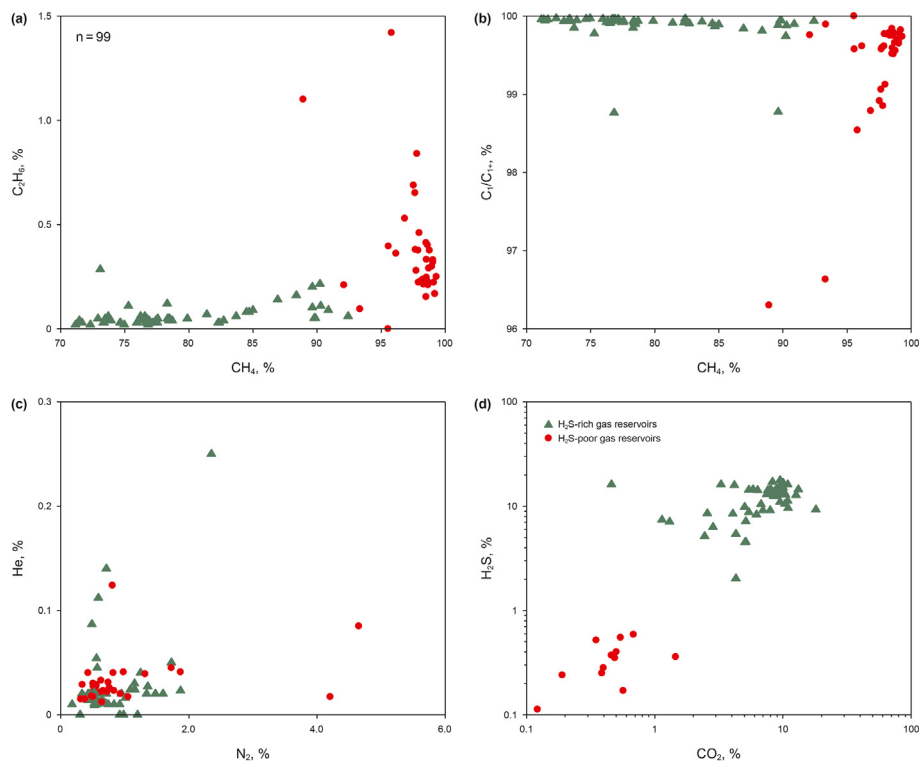 (a)
n = 99
1.5
1.0
0.5
0
C₂H₆, %
70 75 80 85 90 95 100
CH₄, %
(b)
100
99
98
97
96
C₁/C₁₊, %
70 75 80 85 90 95 100
CH₄, %
(c)
0.3
0.2
0.1
0
He, %
0 2.0 4.0 6.0
N₂, %
(d)
H₂S-rich gas reservoirs
H₂S-poor gas reservoirs
100
10
1
0.1
H₂S, %
0.1 1 10 100
CO₂, %